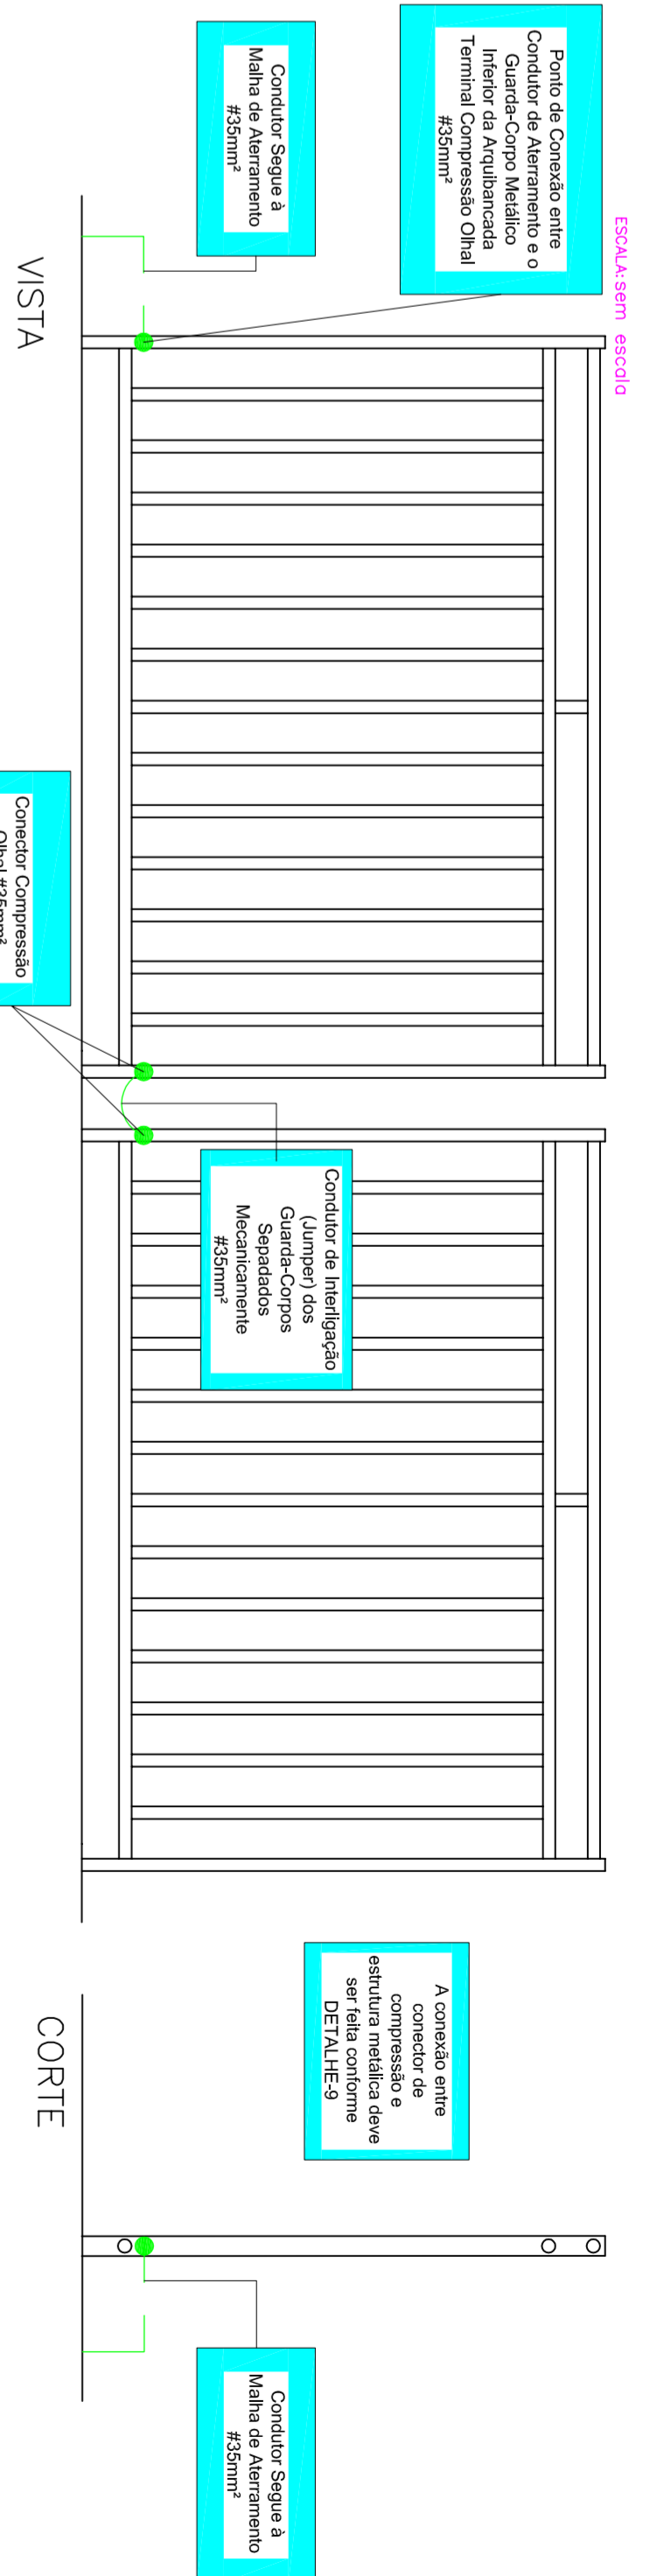 ESCALA: sem escala
Ponto de Conexão entre
Condutor de Aterramento e o
Guarda-Corpo Metálico
Inferior da Arquibancada
Terminal Compressão Olhal
#35mm²
Condutor Segue à
Malha de Aterramento
#35mm²
VISTA
Conector Compressão
Olhal #35mm²
Condutor de Interligação
(Jumper) dos
Guarda-Corpos
Sepadados
Mecanicamente
#35mm²
A conexão entre
conector de
compressão e
estrutura metálica deve
ser feita conforme
DETALHE-9
CORTE
Condutor Segue à
Malha de Aterramento
#35mm²